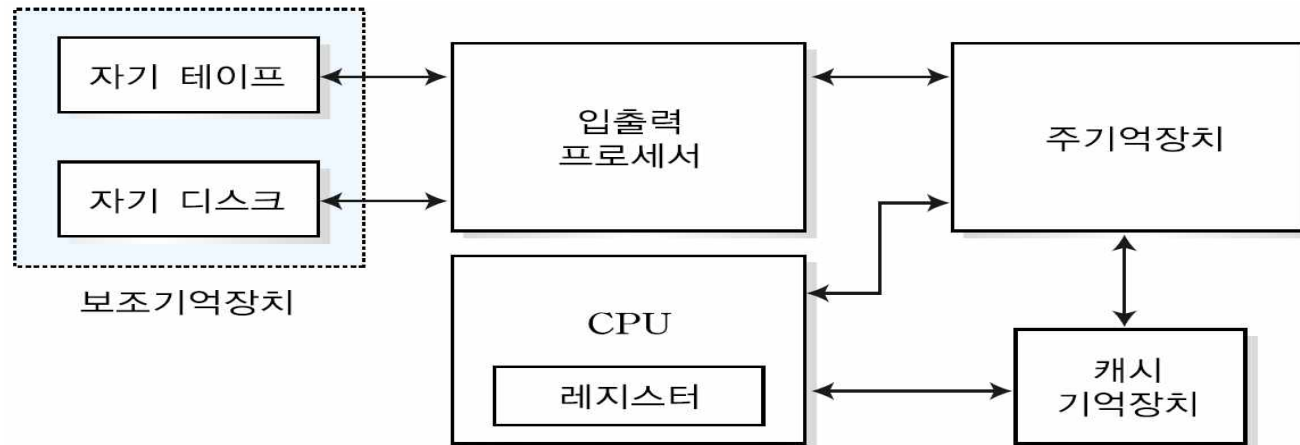 자기 테이프
자기 디스크
보조기억장치
입출력
프로세서
주기억장치
CPU
레지스터
캐시
기억장치